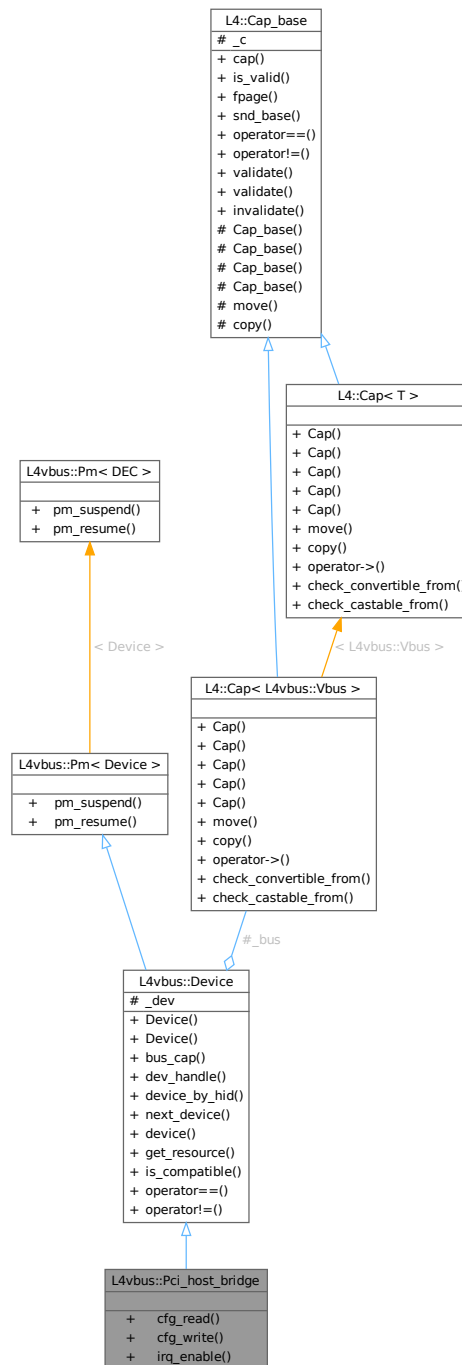 L4::Cap_base
# _c
+ cap()
+ is_valid()
+ fpage()
+ snd_base()
+ operator==()
+ operator!=()
+ validate()
+ validate()
+ invalidate()
# Cap_base()
# Cap_base()
# Cap_base()
# Cap_base()
# move()
# copy()
L4::Cap< T >
+ Cap()
+ Cap()
+ Cap()
+ Cap()
+ Cap()
+ move()
+ copy()
+ operator->()
+ check_convertible_from()
+ check_castable_from()
L4vbus::Pm< DEC >
+ pm_suspend()
+ pm_resume()
< Device >
< L4vbus::Vbus >
L4::Cap< L4vbus::Vbus >
+ Cap()
+ Cap()
+ Cap()
+ Cap()
+ Cap()
+ move()
+ copy()
+ operator->()
+ check_convertible_from()
+ check_castable_from()
L4vbus::Pm< Device >
+ pm_suspend()
+ pm_resume()
#_bus
L4vbus::Device
# _dev
+ Device()
+ Device()
+ bus_cap()
+ dev_handle()
+ device_by_hid()
+ next_device()
+ device()
+ get_resource()
+ is_compatible()
+ operator==()
+ operator!=()
L4vbus::Pci_host_bridge
+ cfg_read()
+ cfg_write()
+ irq_enable()